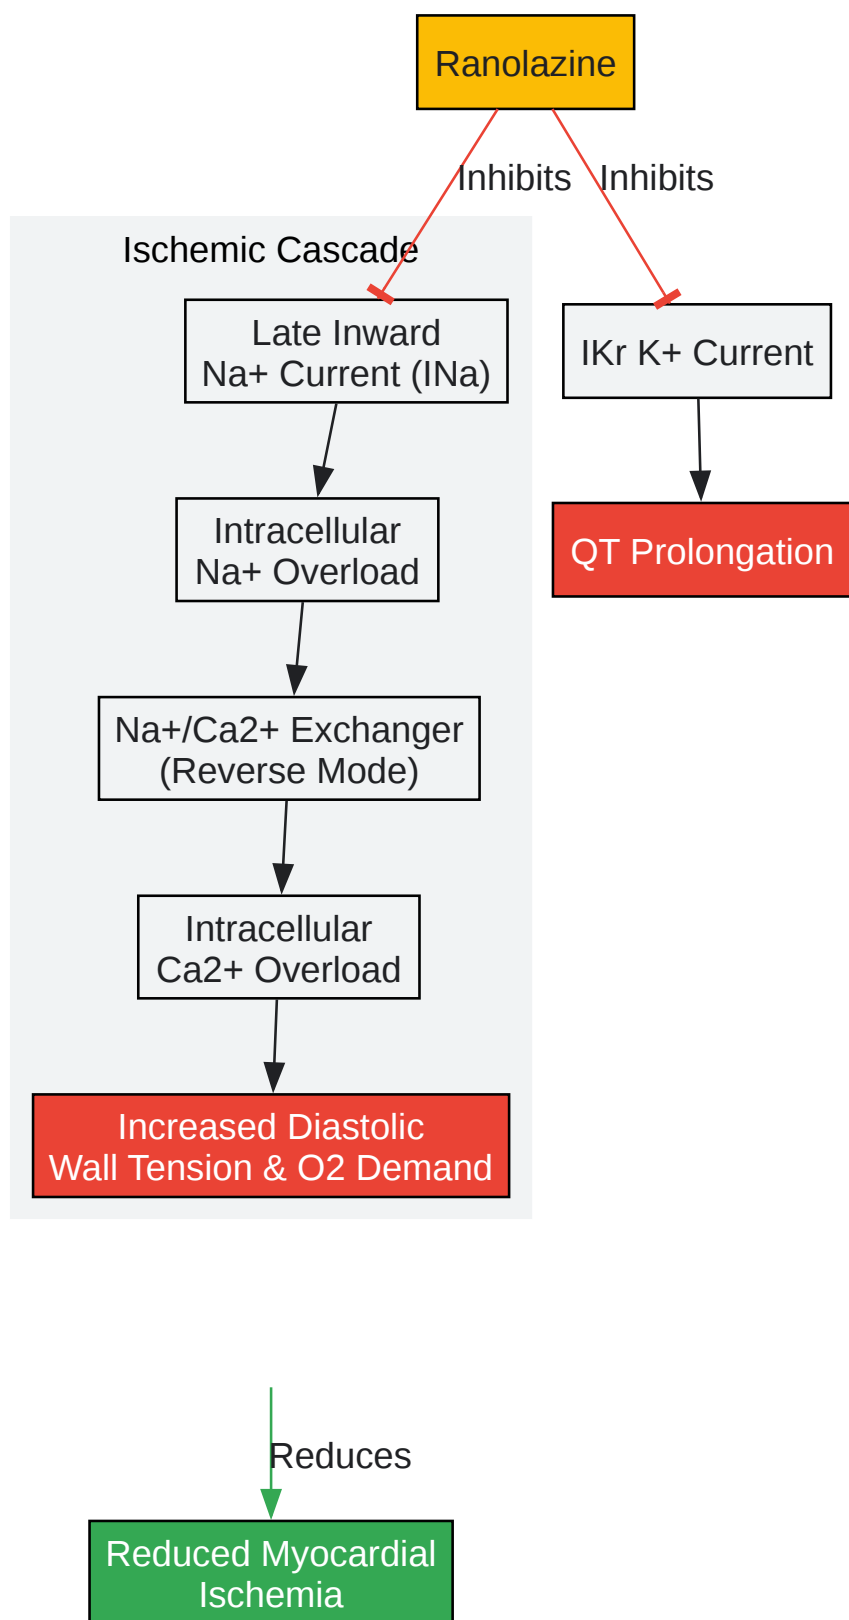 Ranolazine
Inhibits
Inhibits
Ischemic Cascade
Late Inward
Na+ Current (INa)
IKr K+ Current
Intracellular
Na+ Overload
QT Prolongation
Na+/Ca2+ Exchanger
(Reverse Mode)
Intracellular
Ca2+ Overload
Increased Diastolic
Wall Tension & O2 Demand
Reduces
Reduced Myocardial
Ischemia